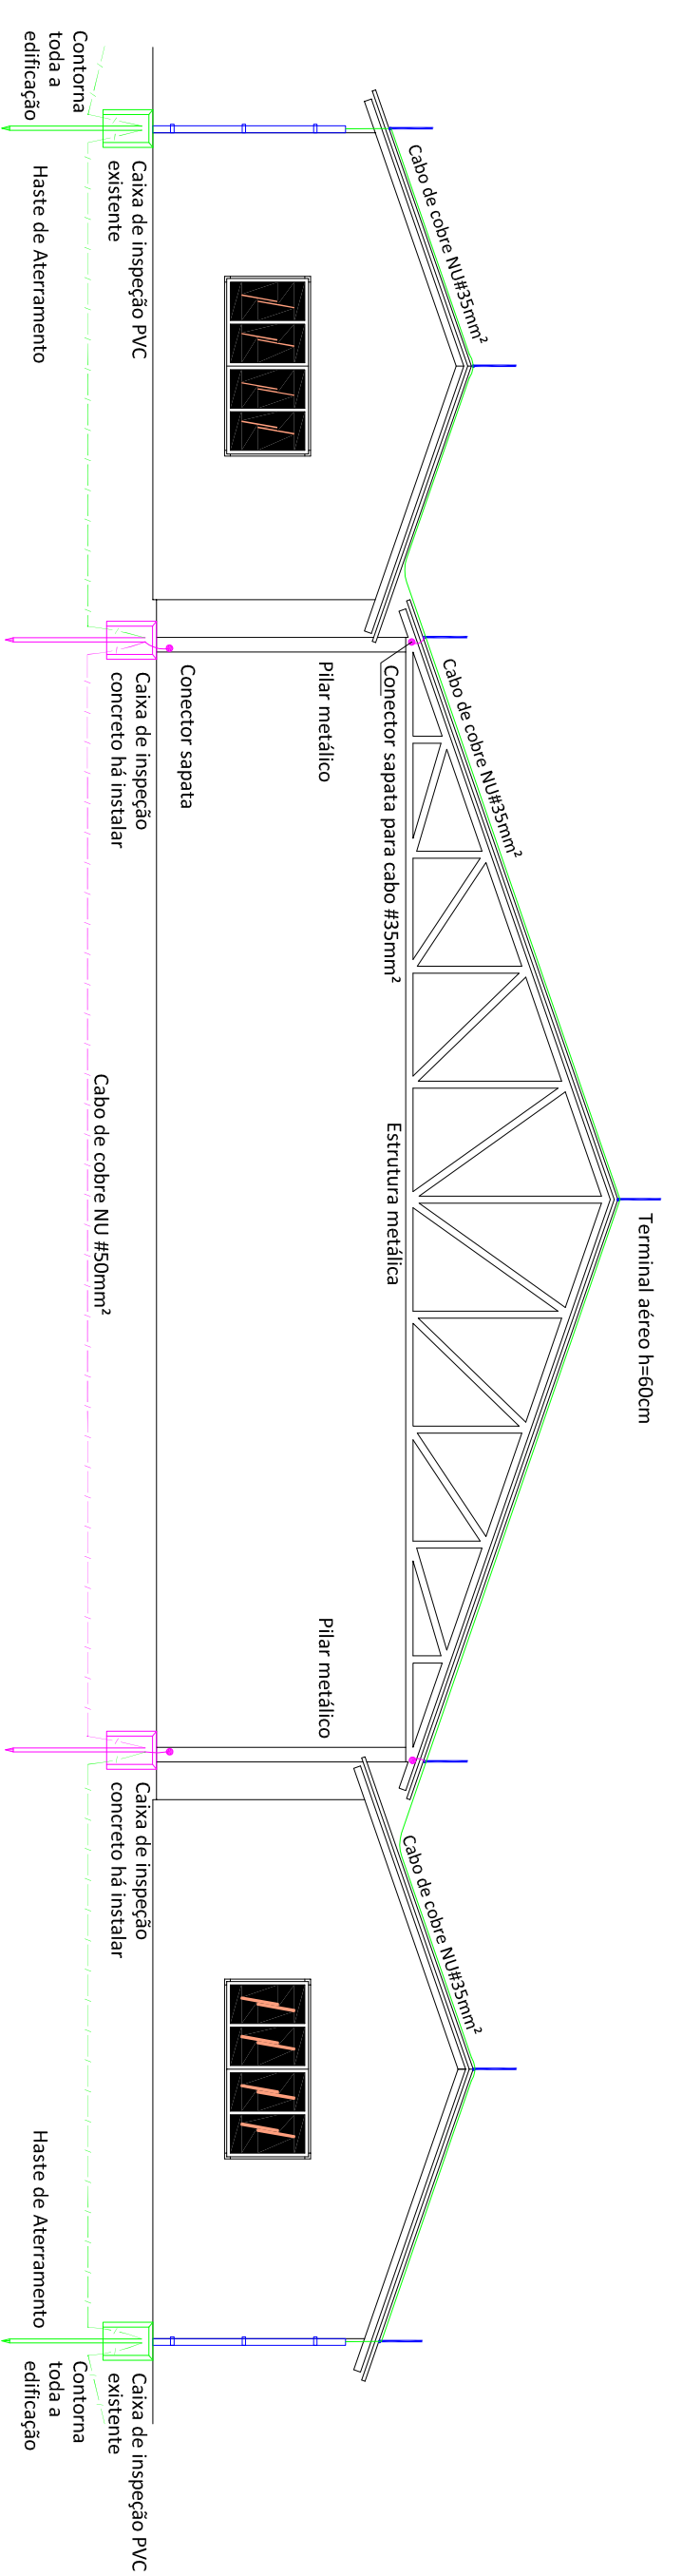 Terminal aéreo h=60cm
Cabo de cobre NU#35mm²
Cabo de cobre NU#35mm²
Cabo de cobre NU#35mm²
Estrutura metálica
Conector sapata para cabo #35mm²
Pilar metálico
Pilar metálico
Conector sapata
Caixa de inspeção PVC
existente
Caixa de inspeção
concreto há instalar
Caixa de inspeção
concreto há instalar
Caixa de inspeção PVC
existente
Cabo de cobre NU #50mm²
Contorna
toda a
edificação
Haste de Aterramento
Haste de Aterramento
Contorna
toda a
edificação